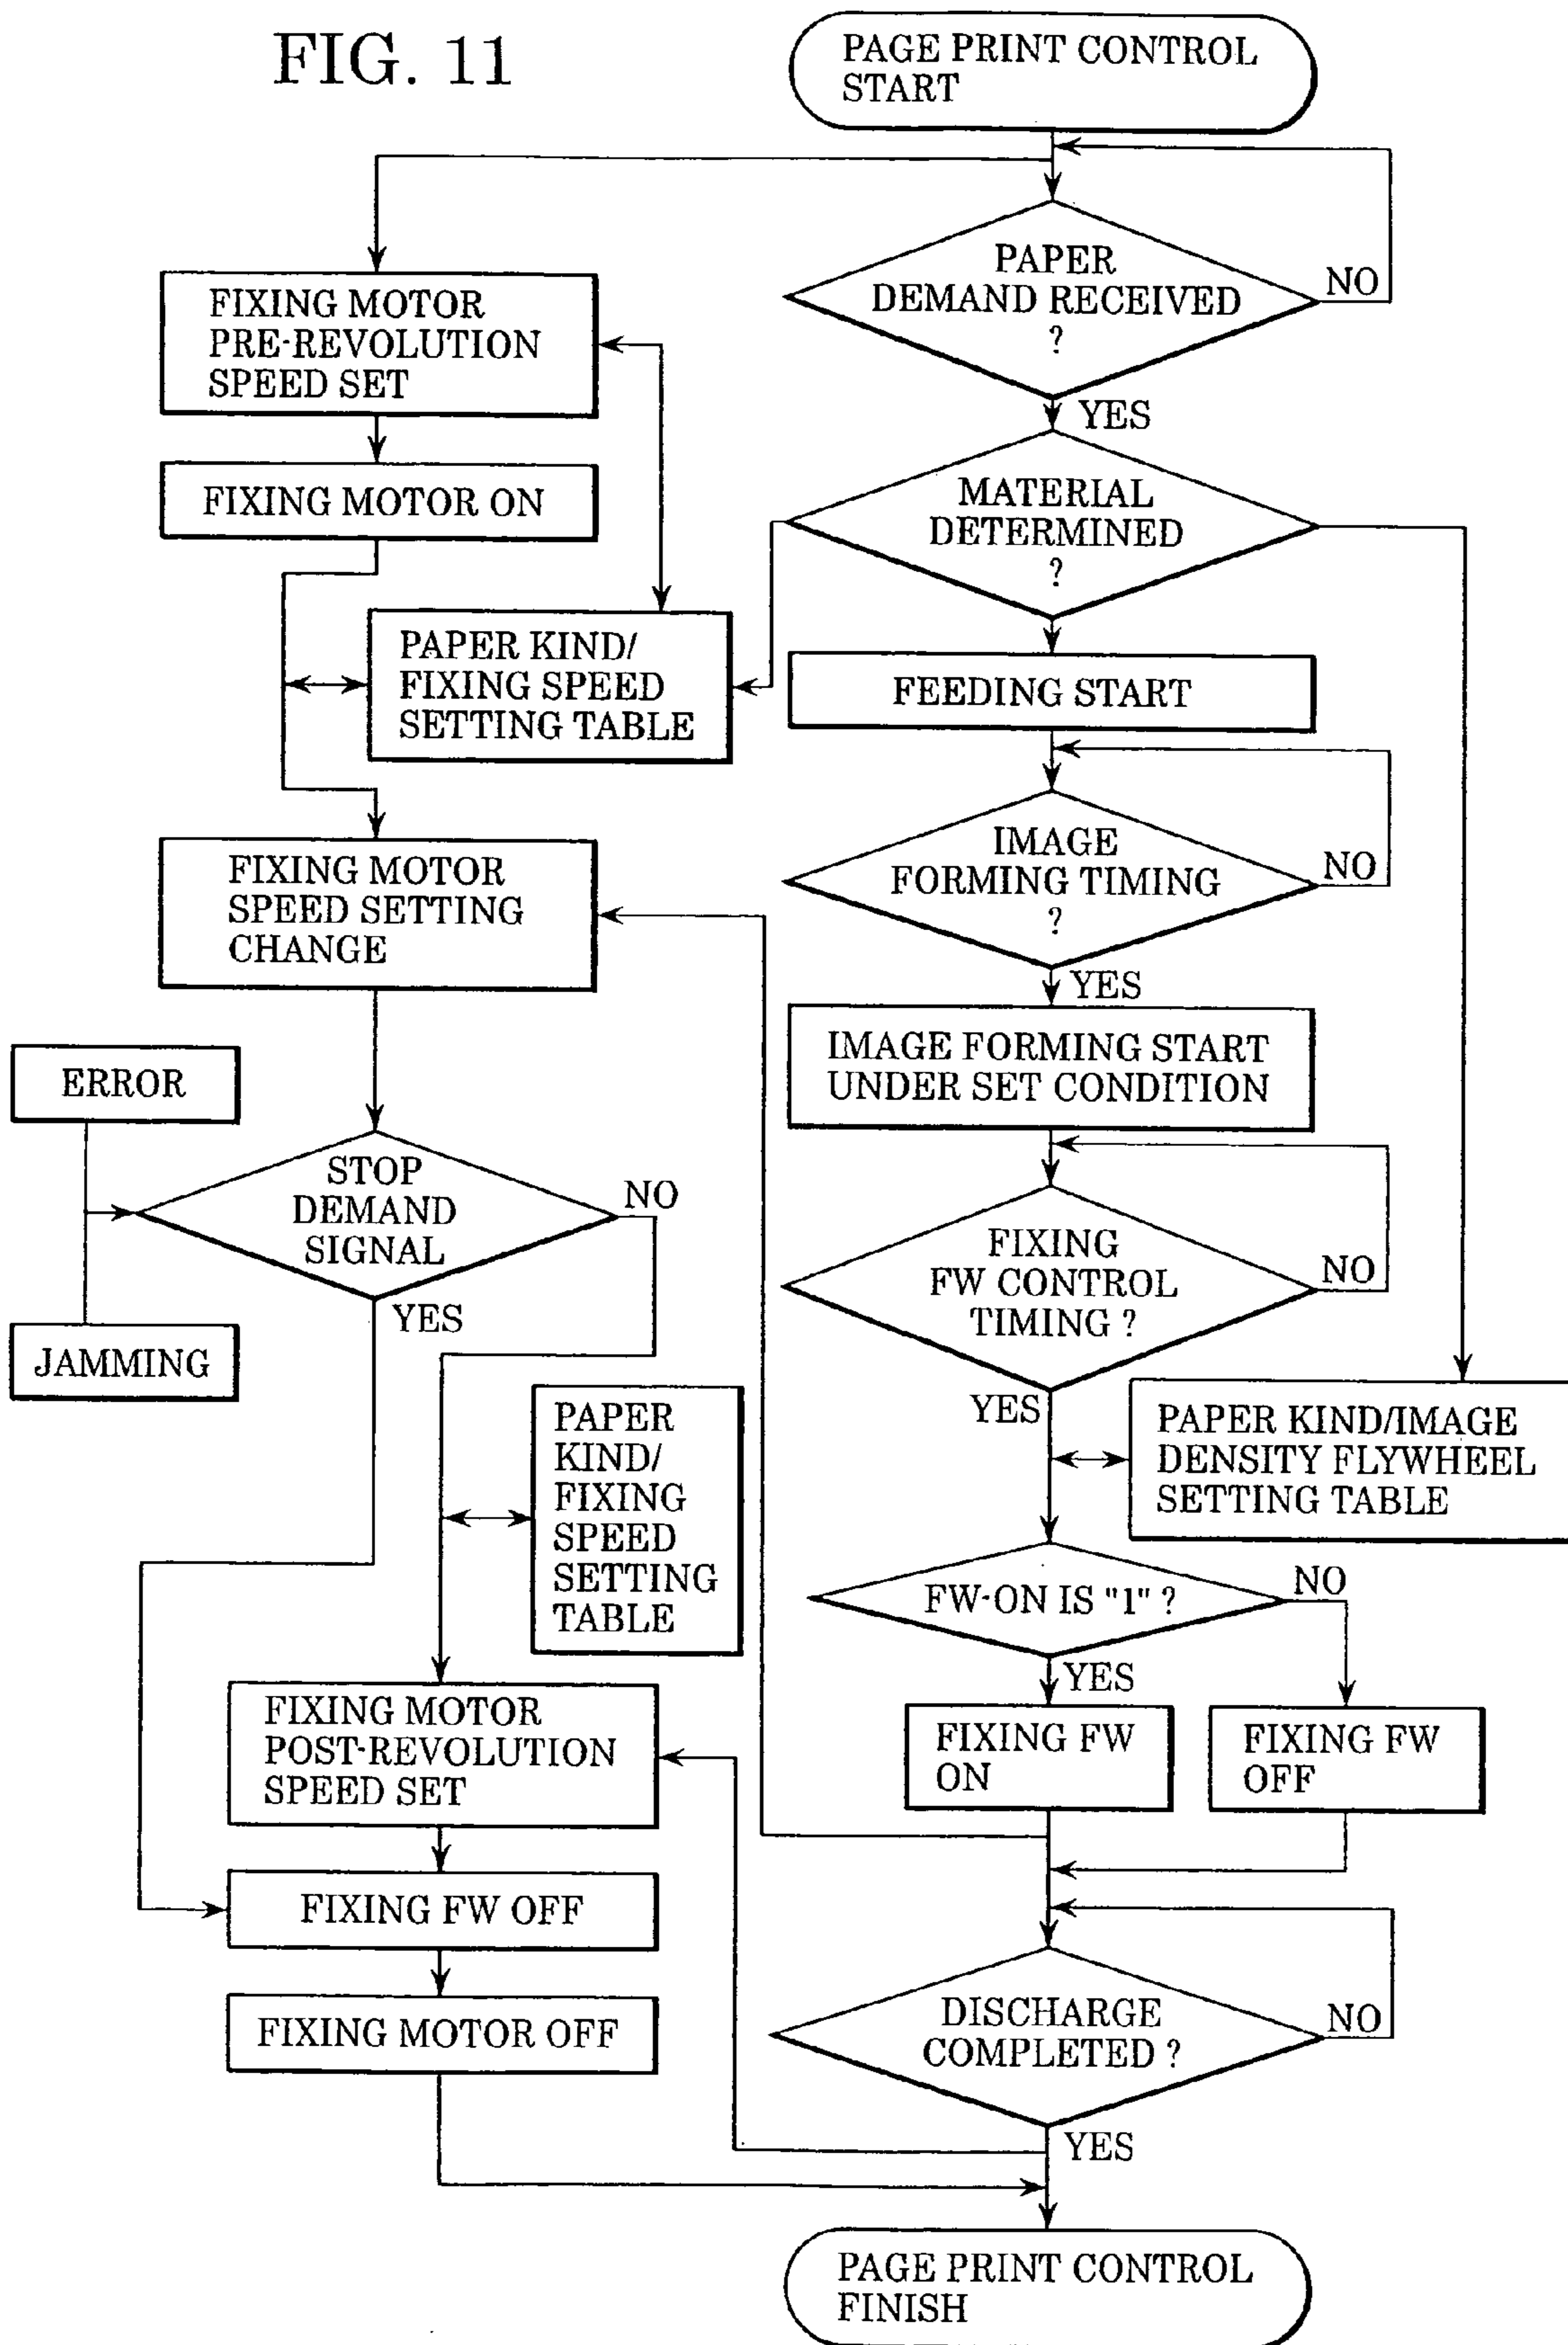 FIG. 11
PAGE PRINT CONTROL
START
PAPER
DEMAND RECEIVED
?
NO
YES
FIXING MOTOR
PRE-REVOLUTION
SPEED SET
FIXING MOTOR ON
MATERIAL
DETERMINED
?
PAPER KIND/
FIXING SPEED
SETTING TABLE
FEEDING START
IMAGE
FORMING TIMING
?
NO
YES
FIXING MOTOR
SPEED SETTING
CHANGE
IMAGE FORMING START
UNDER SET CONDITION
ERROR
STOP
DEMAND
SIGNAL
NO
YES
JAMMING
FIXING
FW CONTROL
TIMING ?
NO
YES
PAPER
KIND/
FIXING
SPEED
SETTING
TABLE
PAPER KIND/IMAGE
DENSITY FLYWHEEL
SETTING TABLE
FW-ON IS "1" ?
NO
YES
FIXING MOTOR
POST-REVOLUTION
SPEED SET
FIXING FW
ON
FIXING FW
OFF
FIXING FW OFF
FIXING MOTOR OFF
DISCHARGE
COMPLETED ?
NO
YES
PAGE PRINT CONTROL
FINISH